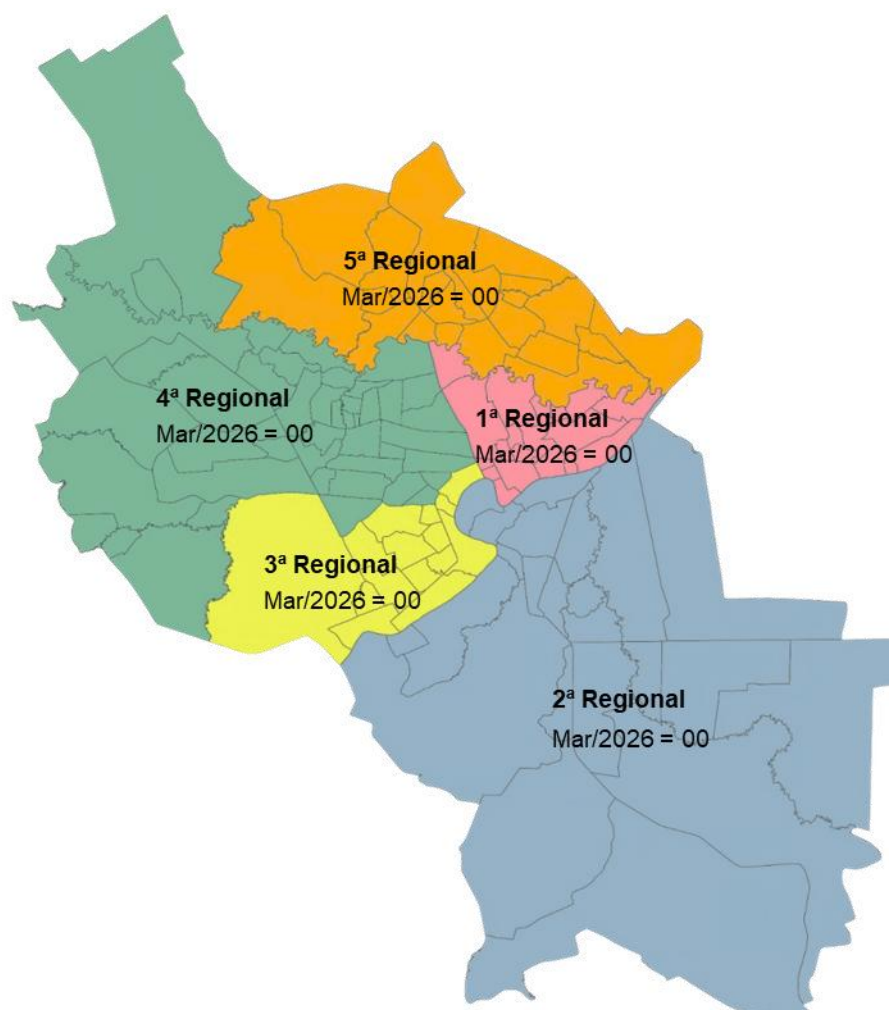 5ª Regional
Mar/2026 = 00
4ª Regional
Mar/2026 = 00
1ª Regional
Mar/2026 = 00
3ª Regional
Mar/2026 = 00
2ª Regional
Mar/2026 = 00